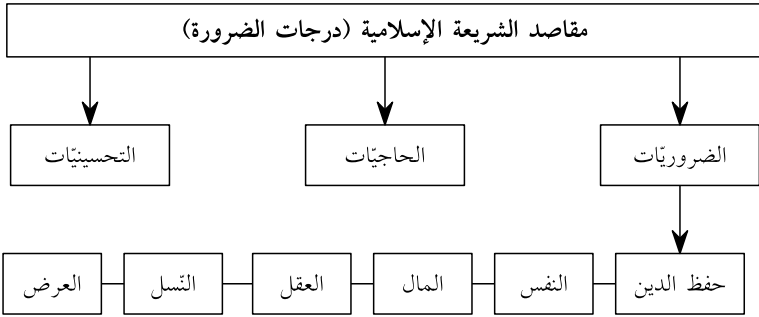 مقاصد الشريعة الإسلامية (درجات الضرورة)
الضروريّات
الحاجيّات
التحسينيّات
حفظ الدين
النفس
المال
العقل
النّسل
العرض